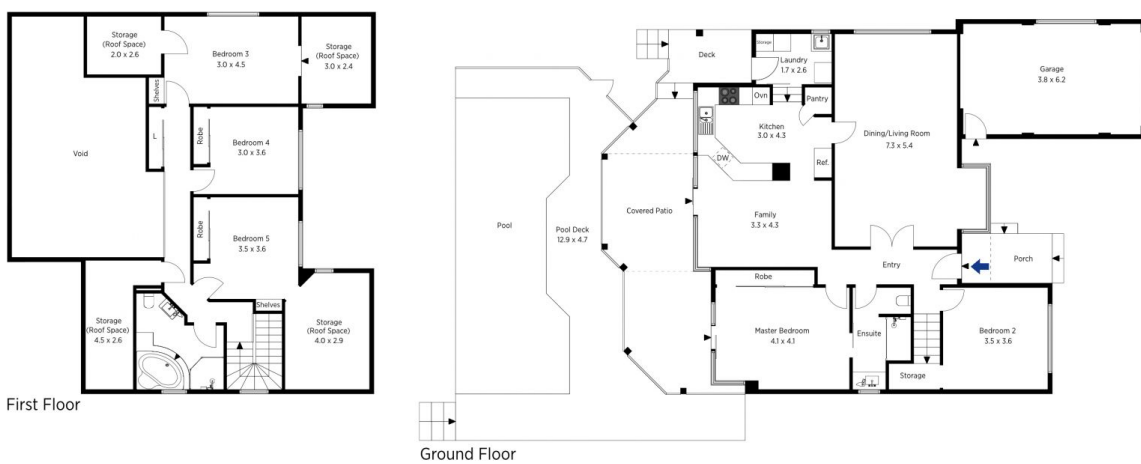 Storage
(Roof Space)
2.0 x 2.6
Bedroom 3
3.0 x 4.5
Storage
(Roof Space)
3.0 x 2.4
Shelves
L
Robe
Bedroom 4
3.0 x 3.6
Void
Robe
Bedroom 5
3.5 x 3.6
Shelves
Storage
(Roof Space)
4.5 x 2.6
Storage
(Roof Space)
4.0 x 2.9
First Floor
Deck
Storage
Laundry
1.7 x 2.6
Garage
3.8 x 6.2
Ovn
Pantry
Kitchen
3.0 x 4.3
Dining/Living Room
7.3 x 5.4
DW
Ref.
Covered Patio
Pool
Pool Deck
12.9 x 4.7
Family
3.3 x 4.3
Entry
Porch
Robe
Master Bedroom
4.1 x 4.1
Ensuite
Bedroom 2
3.5 x 3.6
Storage
Ground Floor